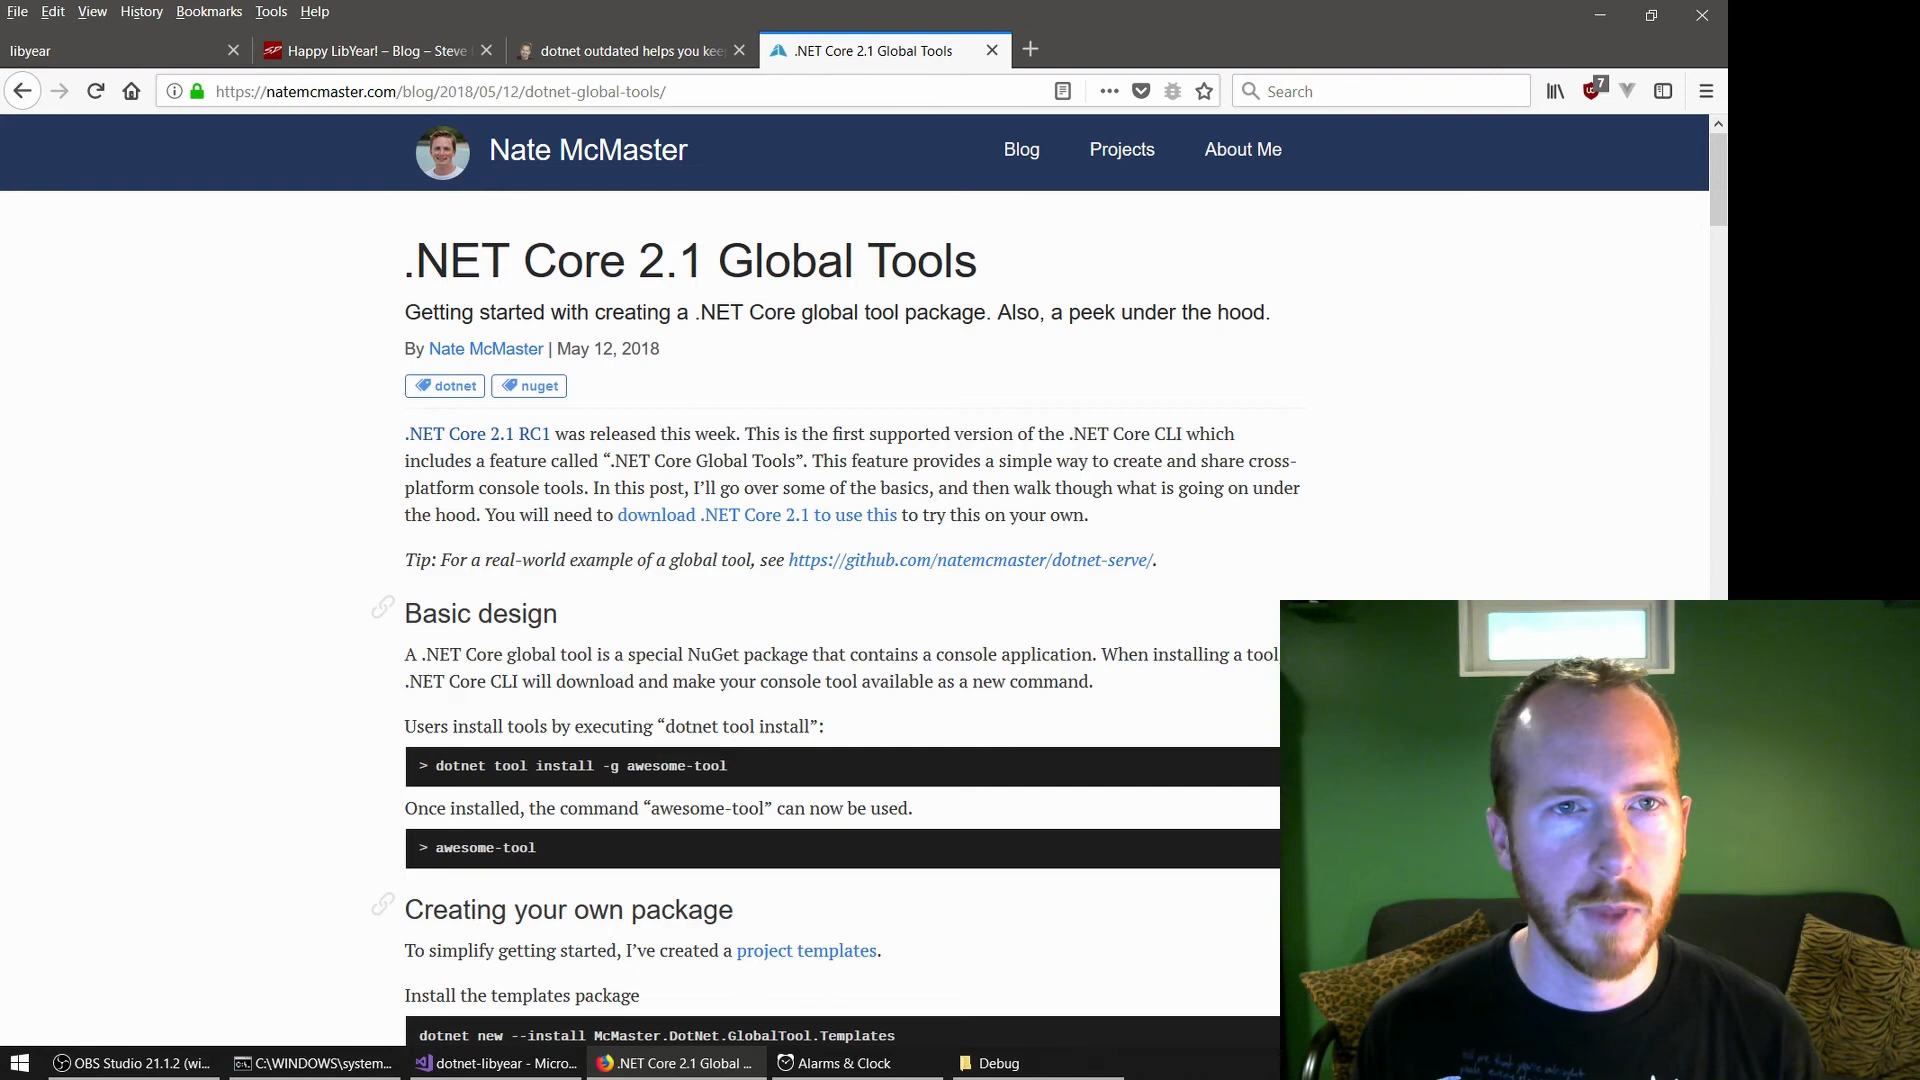 File Edit View History Bookmarks Tools Help
libyear
Happy LibYear! – Blog – Steve
dotnet outdated helps you kee
.NET Core 2.1 Global Tools
https://natemcmaster.com/blog/2018/05/12/dotnet-global-tools/
Search
7
Nate McMaster
Blog Projects About Me
.NET Core 2.1 Global Tools
Getting started with creating a .NET Core global tool package. Also, a peek under the hood.
By Nate McMaster | May 12, 2018
dotnet nuget
.NET Core 2.1 RC1 was released this week. This is the first supported version of the .NET Core CLI which
includes a feature called “.NET Core Global Tools”. This feature provides a simple way to create and share cross-
platform console tools. In this post, I’ll go over some of the basics, and then walk though what is going on under
the hood. You will need to download .NET Core 2.1 to use this to try this on your own.
Tip: For a real-world example of a global tool, see https://github.com/natemcmaster/dotnet-serve/.
Basic design
A .NET Core global tool is a special NuGet package that contains a console application. When installing a tool
.NET Core CLI will download and make your console tool available as a new command.
Users install tools by executing “dotnet tool install”:
> dotnet tool install -g awesome-tool
Once installed, the command “awesome-tool” can now be used.
> awesome-tool
Creating your own package
To simplify getting started, I’ve created a project templates.
Install the templates package
dotnet new --install McMaster.DotNet.GlobalTool.Templates
OBS Studio 21.1.2 (wi...
C:\WINDOWS\system...
dotnet-libyear - Micro...
.NET Core 2.1 Global ...
Alarms & Clock
Debug